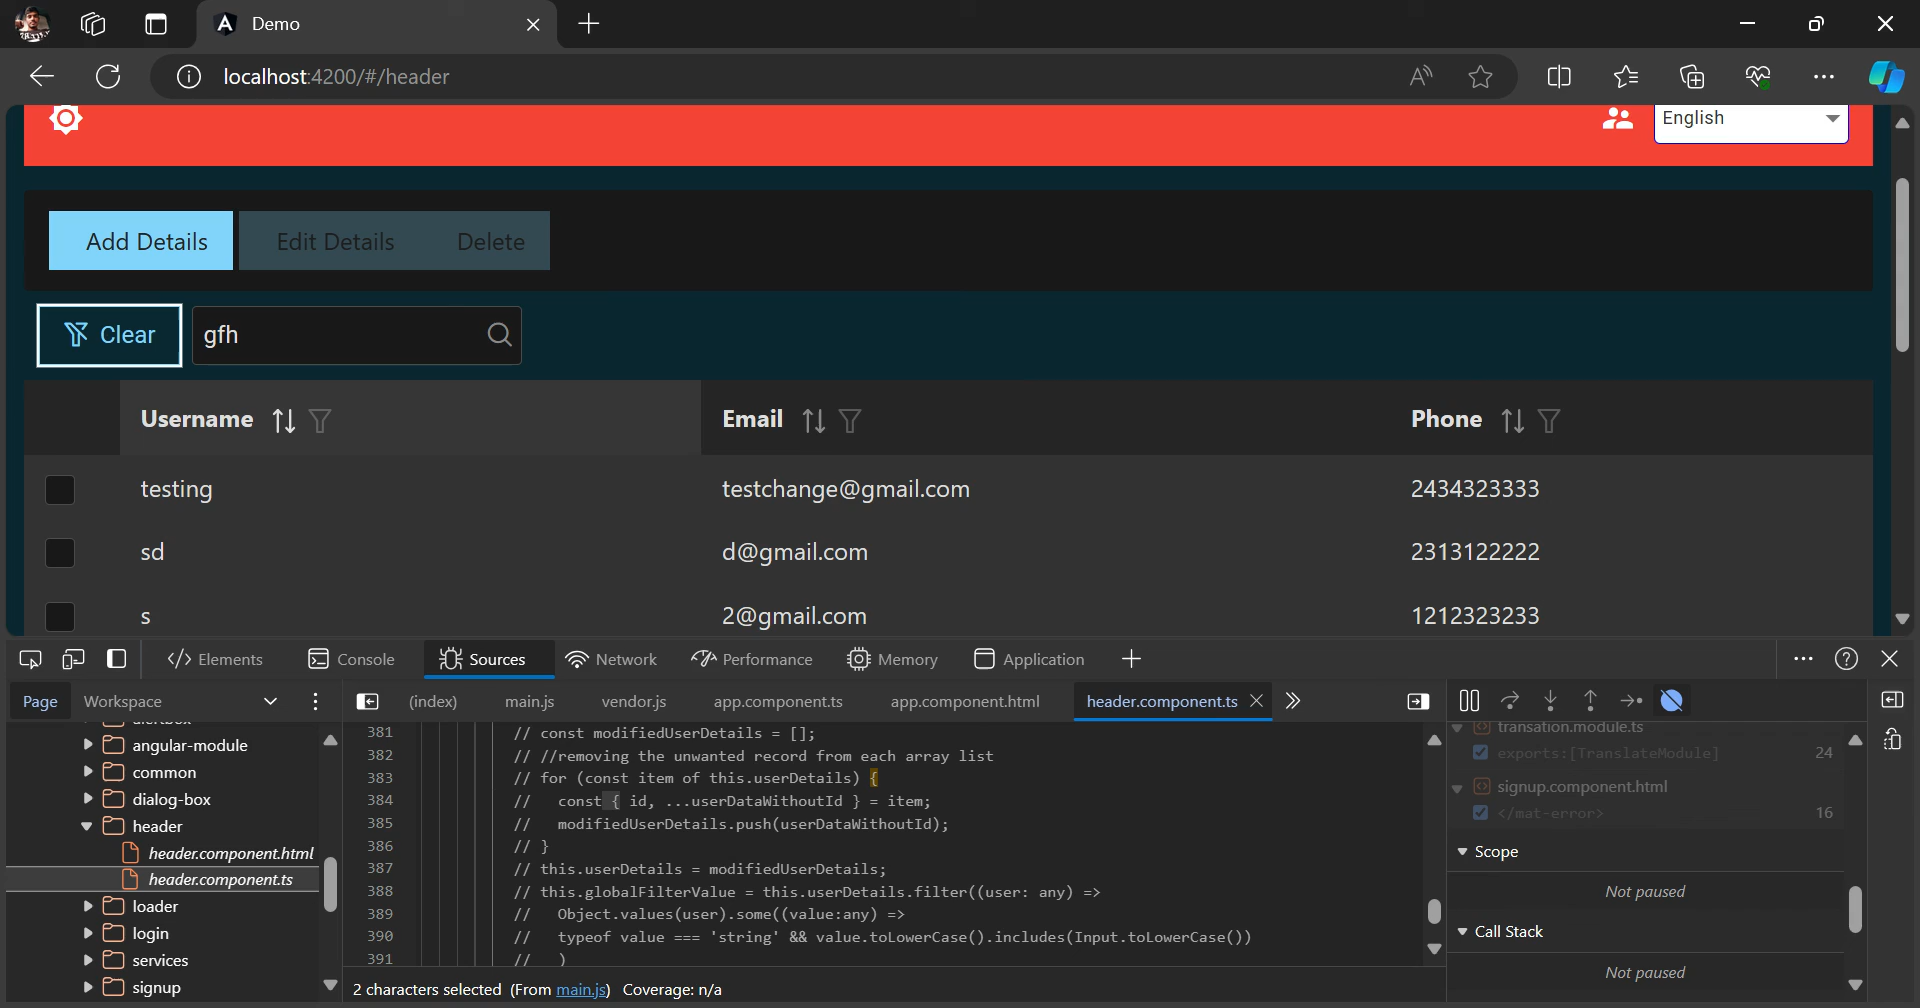 Demo
localhost:4200/#/header
English
Add Details
Edit Details
Delete
Clear
gfh
Username
Email
Phone
testing
testchange@gmail.com
2434323333
sd
d@gmail.com
2313122222
s
2@gmail.com
1212323233
Elements
Console
Sources
Network
Performance
Memory
Application
Page
Workspace
(index)
main.js
vendor.js
app.component.ts
app.component.html
header.component.ts
alertbox
angular-module
common
dialog-box
header
header.component.html
header.component.ts
loader
login
services
signup
381 // const modifiedUserDetails = [];
382 // //removing the unwanted record from each array list
383 // for (const item of this.userDetails) {
384 //   const { id, ...userDataWithoutId } = item;
385 //   modifiedUserDetails.push(userDataWithoutId);
386 // }
387 // this.userDetails = modifiedUserDetails;
388 // this.globalFilterValue = this.userDetails.filter((user: any) =>
389 //   Object.values(user).some((value:any) =>
390 //   typeof value === 'string' && value.toLowerCase().includes(Input.toLowerCase())
391 //   )
2 characters selected (From main.js) Coverage: n/a
transation.module.ts
exports:[TranslateModule] 24
signup.component.html
</mat-error> 16
Scope
Not paused
Call Stack
Not paused